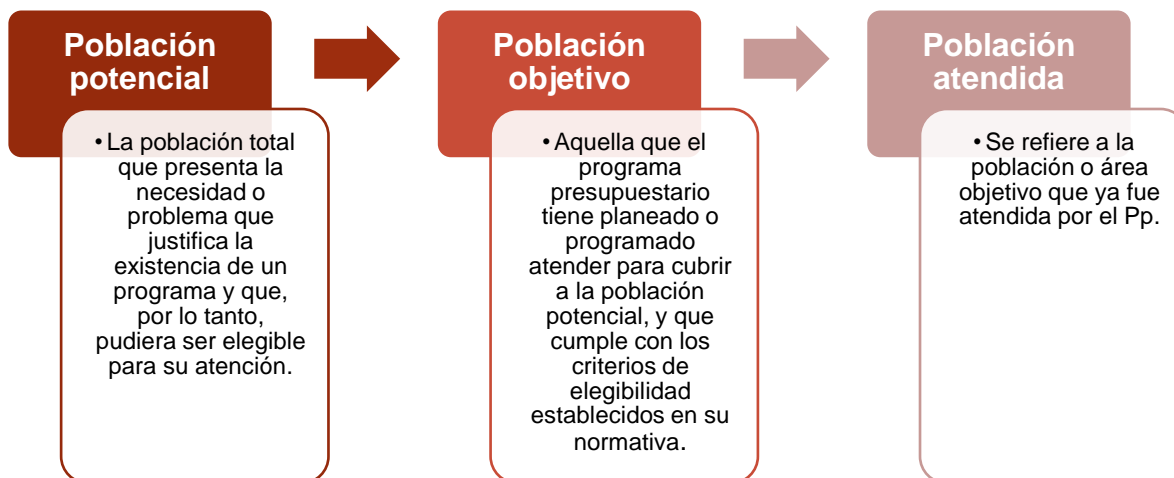 Población
potencial
• La población total
que presenta la
necesidad o
problema que
justifica la
existencia de un
programa y que,
por lo tanto,
pudiera ser elegible
para su atención.
Población
objetivo
• Aquella que el
programa
presupuestario
tiene planeado o
programado
atender para cubrir
a la población
potencial, y que
cumple con los
criterios de
elegibilidad
establecidos en su
normativa.
Población
atendida
• Se refiere a la
población o área
objetivo que ya fue
atendida por el Pp.